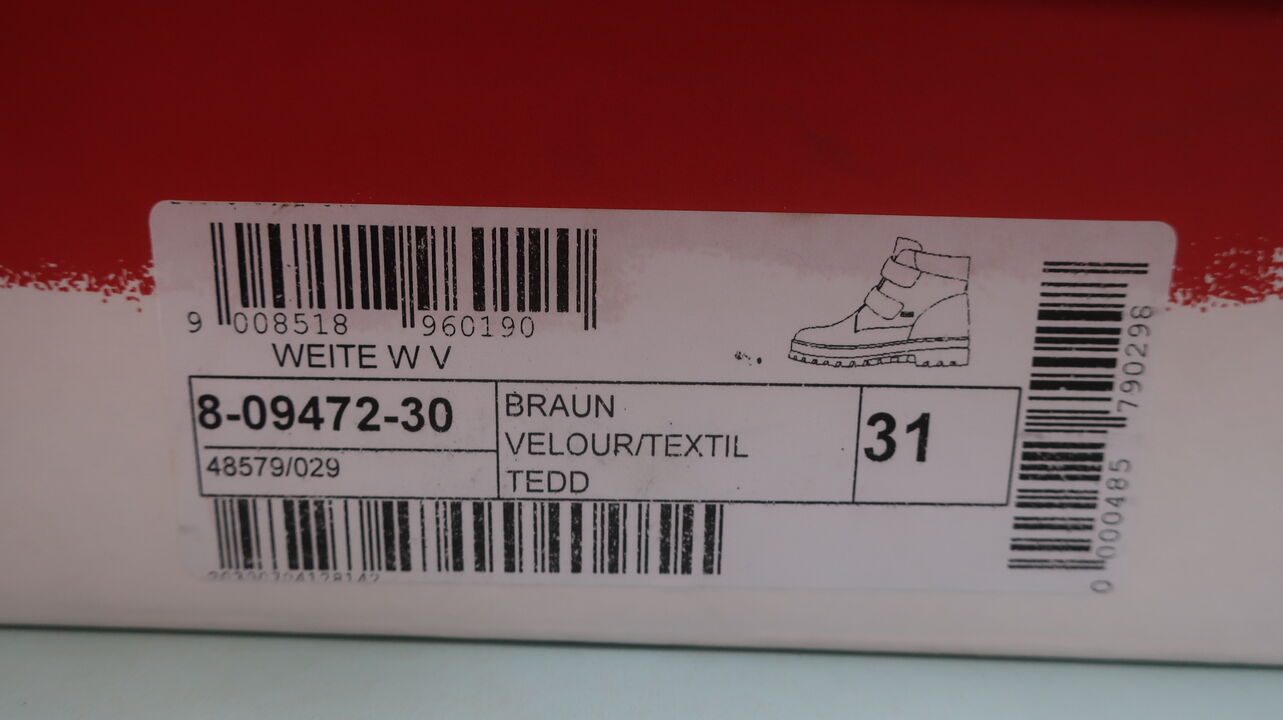 9 008518 960190
WEITE W V
8-09472-30
48579/029
BRAUN
VELOUR/TEXTIL
TEDD
31
0 000485 790298